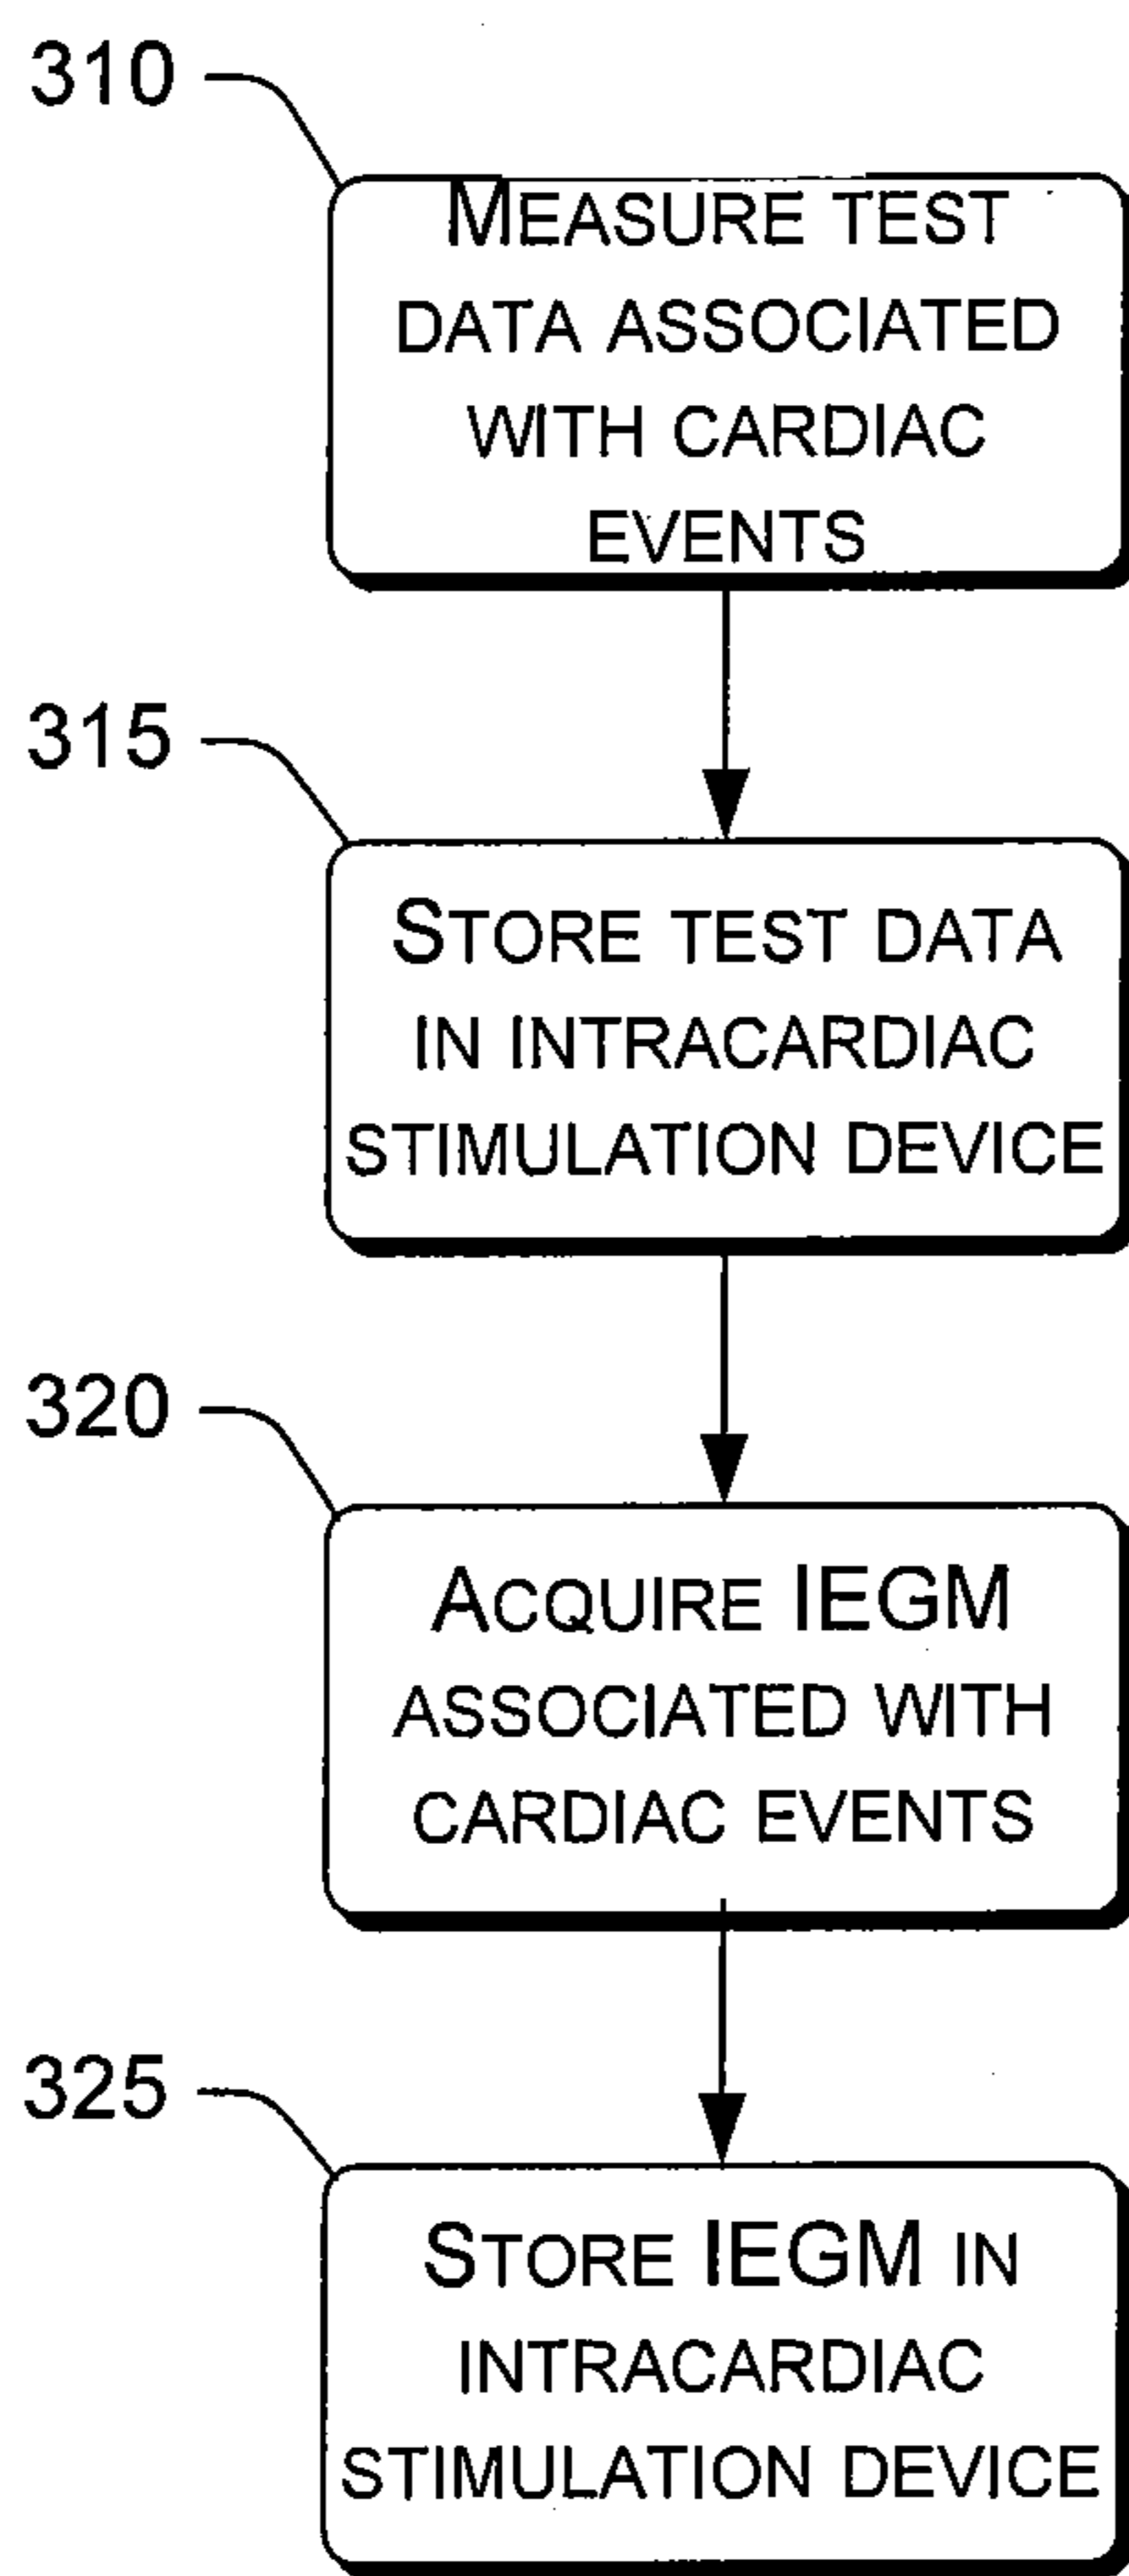 310
MEASURE TEST
DATA ASSOCIATED
WITH CARDIAC
EVENTS
315
STORE TEST DATA
IN INTRACARDIAC
STIMULATION DEVICE
320
ACQUIRE IEGM
ASSOCIATED WITH
CARDIAC EVENTS
325
STORE IEGM IN
INTRACARDIAC
STIMULATION DEVICE